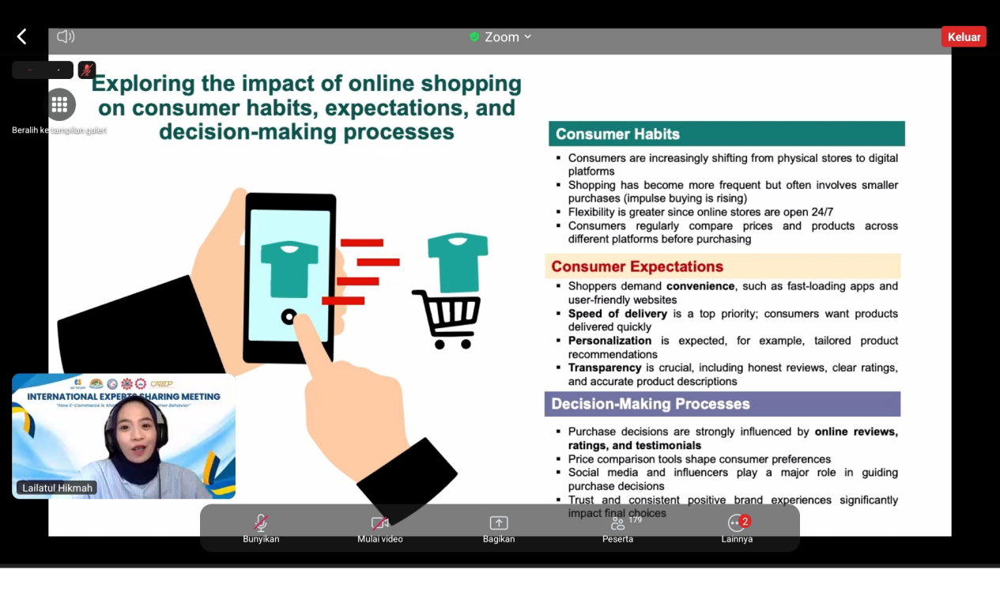 Zoom
Keluar
Beralih ke tampilan galeri
Exploring the impact of online shopping
on consumer habits, expectations, and
decision-making processes
Consumer Habits
▪ Consumers are increasingly shifting from physical stores to digital
platforms
▪ Shopping has become more frequent but often involves smaller
purchases (impulse buying is rising)
▪ Flexibility is greater since online stores are open 24/7
▪ Consumers regularly compare prices and products across
different platforms before purchasing
Consumer Expectations
▪ Shoppers demand convenience, such as fast-loading apps and
user-friendly websites
▪ Speed of delivery is a top priority; consumers want products
delivered quickly
▪ Personalization is expected, for example, tailored product
recommendations
▪ Transparency is crucial, including honest reviews, clear ratings,
and accurate product descriptions
Decision-Making Processes
▪ Purchase decisions are strongly influenced by online reviews,
ratings, and testimonials
▪ Price comparison tools shape consumer preferences
▪ Social media and influencers play a major role in guiding
purchase decisions
▪ Trust and consistent positive brand experiences significantly
impact final choices
INTERNATIONAL EXPERTS SHARING MEETING
"How E-Commerce is
Behavior"
Lailatul Hikmah
Bunyikan
Mulai video
Bagikan
179
Peserta
2
Lainnya